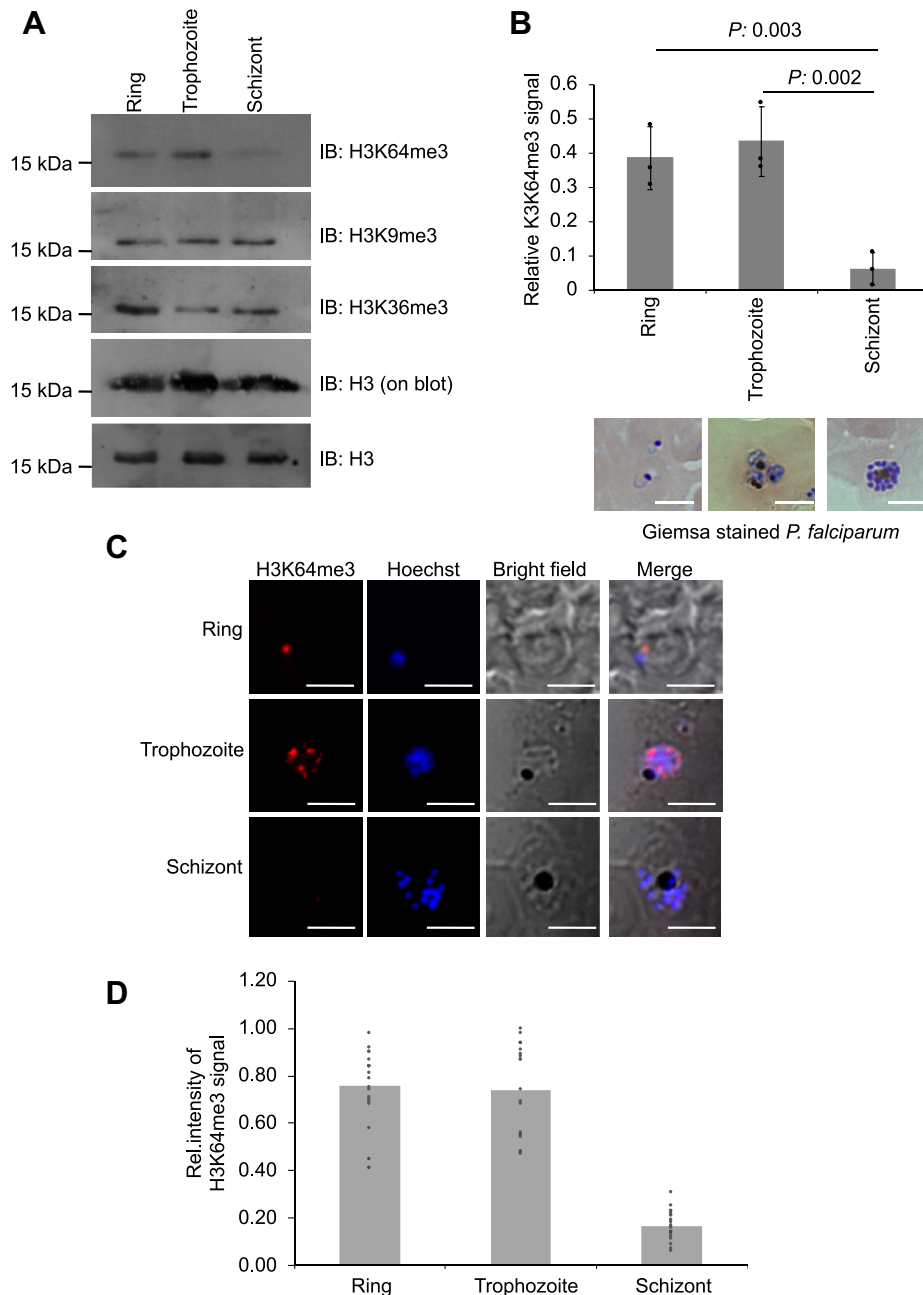 A
Ring
Trophozoite
Schizont
15 kDa
IB: H3K64me3
15 kDa
IB: H3K9me3
15 kDa
IB: H3K36me3
15 kDa
IB: H3 (on blot)
15 kDa
IB: H3
B
P: 0.003
P: 0.002
Relative K3K64me3 signal
0.6
0.5
0.4
0.3
0.2
0.1
0
Ring
Trophozoite
Schizont
Giemsa stained P. falciparum
C
H3K64me3
Hoechst
Bright field
Merge
Ring
Trophozoite
Schizont
D
Rel.intensity of
H3K64me3 signal
1.20
1.00
0.80
0.60
0.40
0.20
0.00
Ring
Trophozoite
Schizont